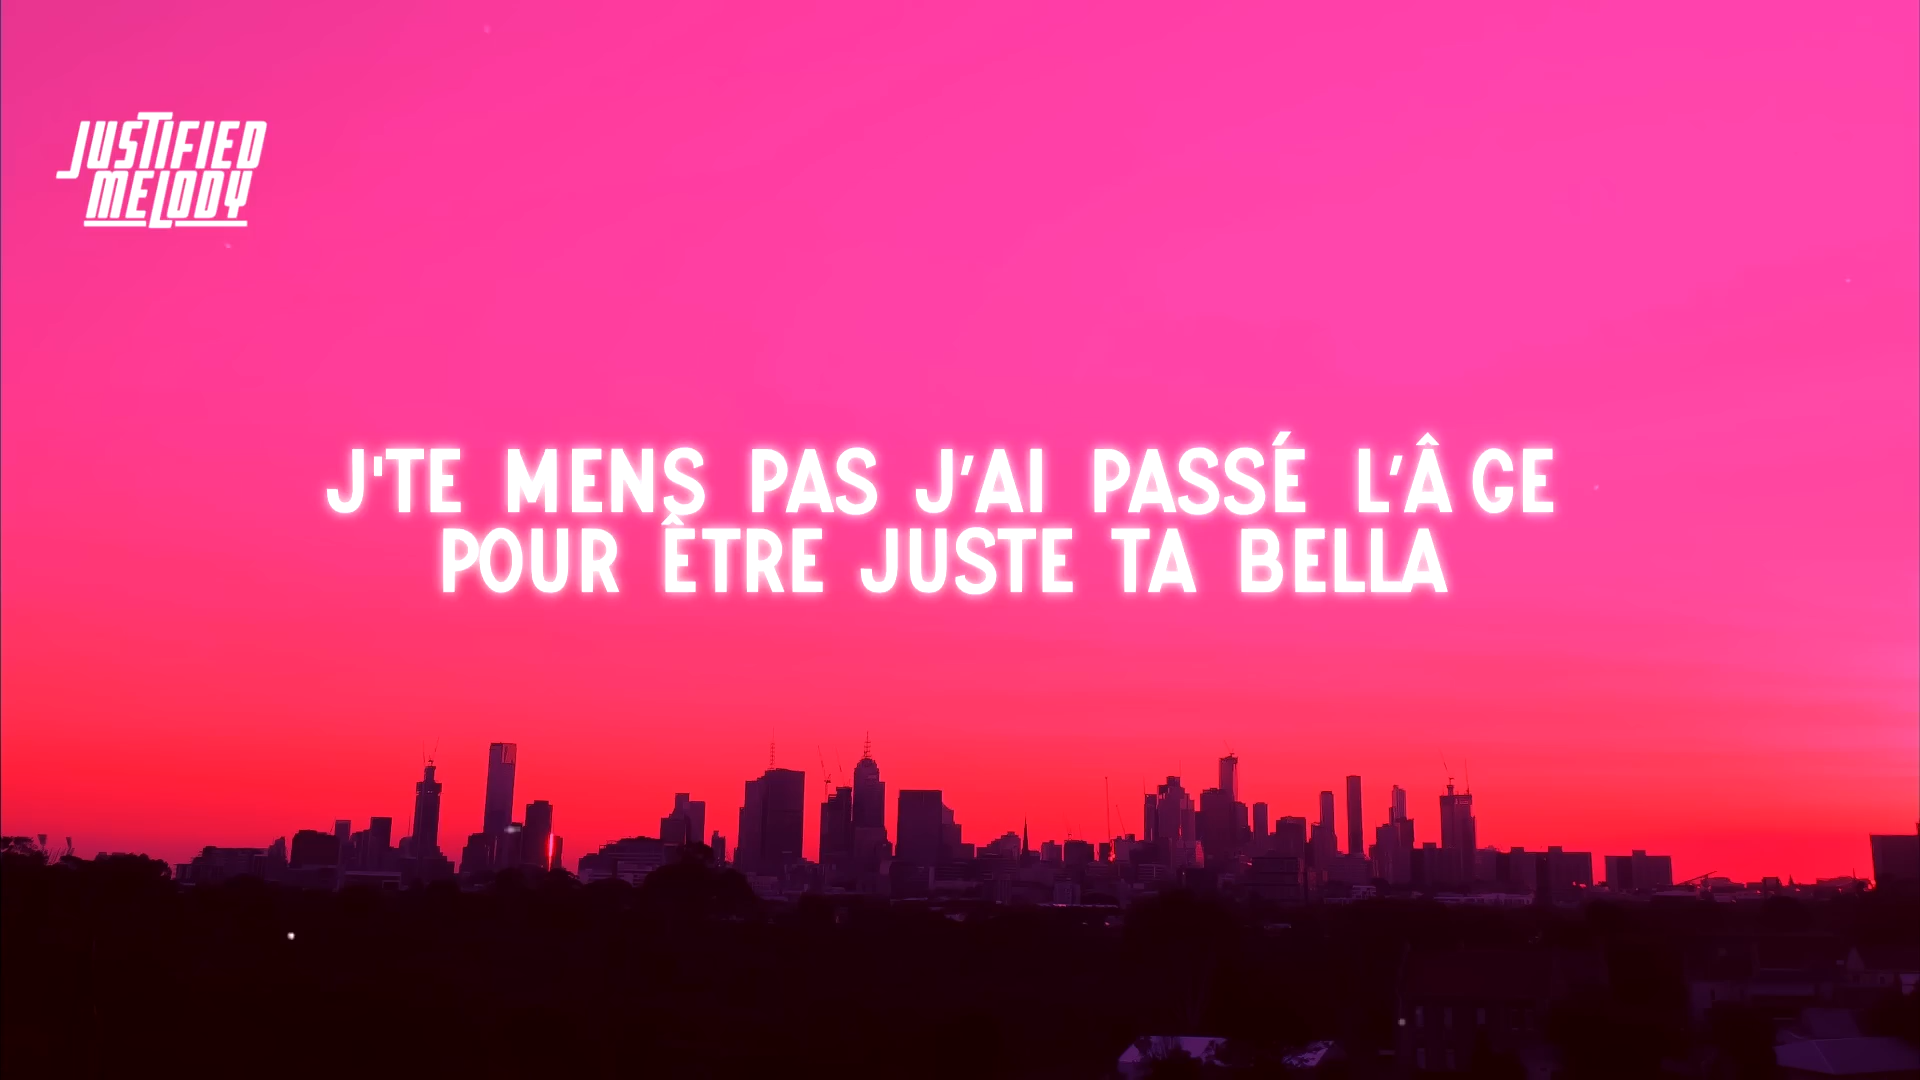 JUSTIFIED
MELODY
J'TE MENS PAS J'AI PASSÉ L'ÂGE
POUR ÊTRE JUSTE TA BELLA